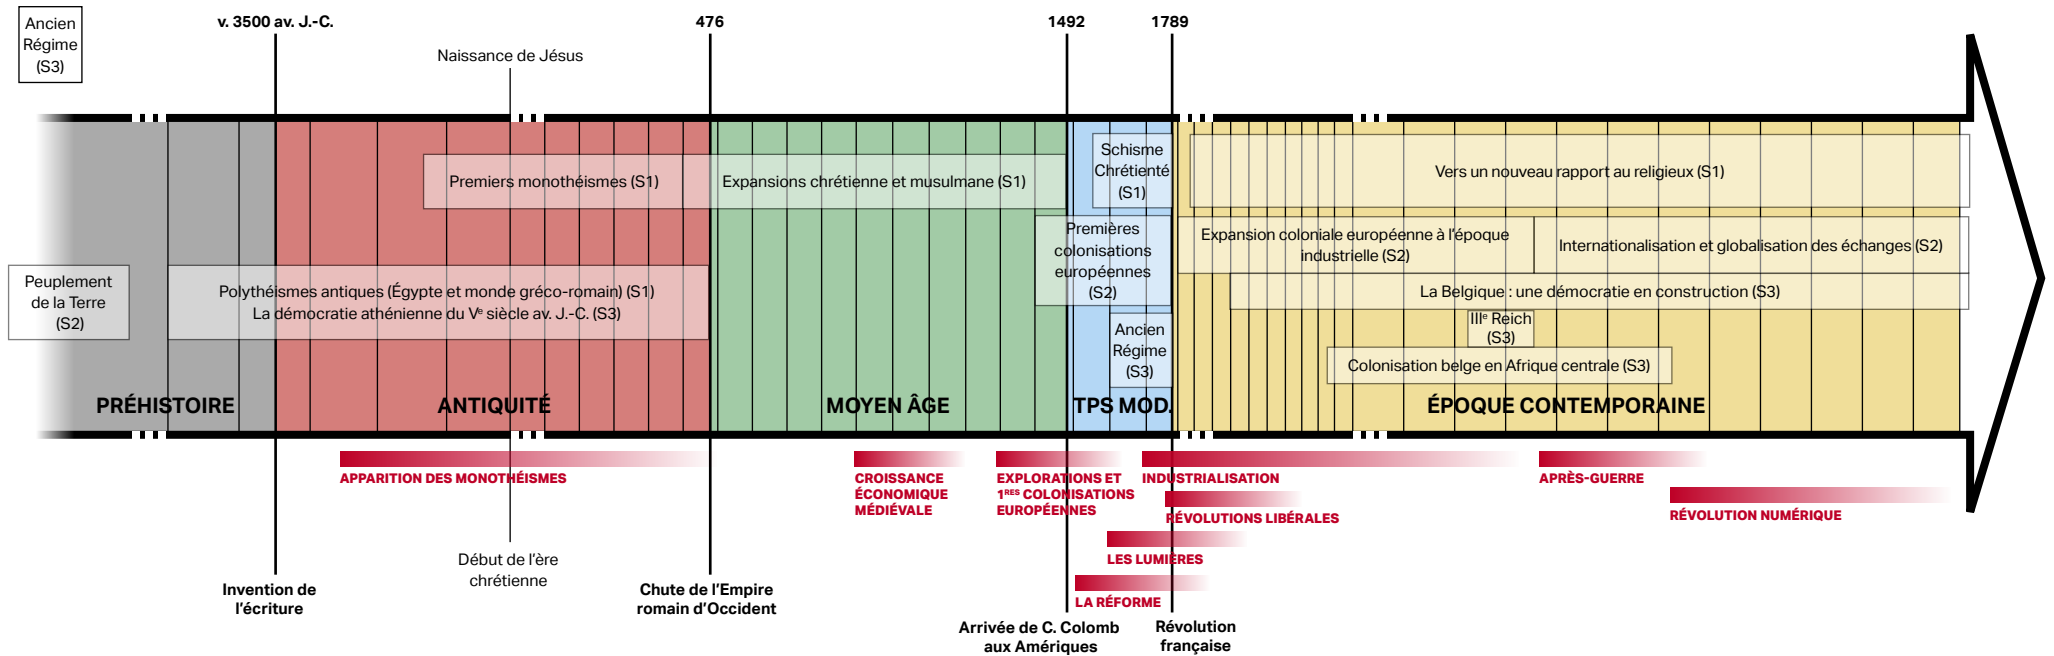 Ancien
Régime
(S3)
v. 3500 av. J.-C.
476
1492
1789
Naissance de Jésus
Schisme
Chrétienté
(S1)
Vers un nouveau rapport au religieux (S1)
Premiers monothéismes (S1)
Expansions chrétienne et musulmane (S1)
Premières
colonisations
européennes
(S2)
Expansion coloniale européenne à l'époque
industrielle (S2)
Internationalisation et globalisation des échanges (S2)
Peuplement
de la Terre
(S2)
Polythéismes antiques (Égypte et monde gréco-romain) (S1)
La démocratie athénienne du Ve siècle av. J.-C. (S3)
La Belgique : une démocratie en construction (S3)
Ancien
Régime
(S3)
IIIe Reich
(S3)
Colonisation belge en Afrique centrale (S3)
PRÉHISTOIRE
ANTIQUITÉ
MOYEN ÂGE
TPS MOD.
ÉPOQUE CONTEMPORAINE
APPARITION DES MONOTHÉISMES
CROISSANCE
ÉCONOMIQUE
MÉDIÉVALE
EXPLORATIONS ET
1RES COLONISATIONS
EUROPÉENNES
INDUSTRIALISATION
APRÈS-GUERRE
RÉVOLUTIONS LIBÉRALES
RÉVOLUTION NUMÉRIQUE
LES LUMIÈRES
LA RÉFORME
Début de l'ère
chrétienne
Invention de
l'écriture
Chute de l'Empire
romain d'Occident
Arrivée de C. Colomb
aux Amériques
Révolution
française